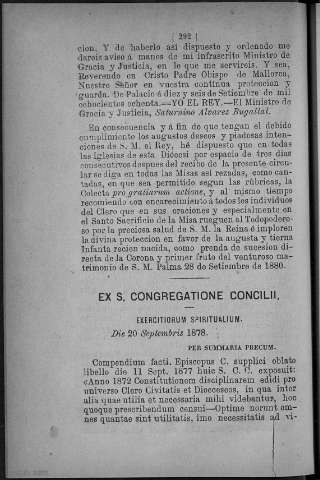 ( 292 )
cion. Y de haberlo así dispuesto y ordenado me
dareis aviso á manos de mi infrascrito Ministro de
Gracia y Justicia, en lo que me servireis. Y sea,
Reverendo en Cristo Padre Obispo de Mallorca,
Nuestro Señor en vuestra contínua proteccion y
guarda. De Palacio á diez y seis de Setiembre de mil
ochocientos ochenta.—YO EL REY.—El Ministro de
Gracia y Justicia, Saturnino Alvarez Bugallal.
En consecuencia y á fin de que tengan el debido
cumplimiento los augustos deseos y piadosas inten-
ciones de S. M. el Rey, hé dispuesto que en todas
las iglesias de esta Diócesi por espacio de tres dias
consecutivos despues del recibo de la presente circu-
lar se diga en todas las Misas asi rezadas, como can-
tadas, en que sea permitido segun las rúbricas, la
Colecta pro gratiarum actione, y al mismo tiempo
recomiendo con encarecimiento á todos los individuos
del Clero que en sus oraciones y especialmente en
el Santo Sacrificio de la Misa rueguen al Todopodero-
so por la preciosa salud de S. M. la Reina é imploren
la divina proteccion en favor de la augusta y tierna
Infanta recien nacida, como prenda de sucesion di-
recta de la Corona y primer fruto del venturoso ma-
trimonio de S. M. Palma 28 de Setiembre de 1880.
EX S. CONGREGATIONE CONCILII.
EXERCITIORUM SPIRITUALIUM.
Die 20 Septembris 1878.
PER SUMMARIA PRECUM.
Compendium facti. Episcopus C. supplici oblato
libello die 11 Sept. 1877 huic S. C. C. exposuit:
«Anno 1872 Constitutionem disciplinarem edidi pro
universo Clero Civitatis et Dioeceseos, in qua inter
alia quae utilia et necessaria mihi videbantur, hoc
quoque prescribendum censui—Optime norunt om-
nes quantae sint utilitatis, imo necessitatis ad vi-